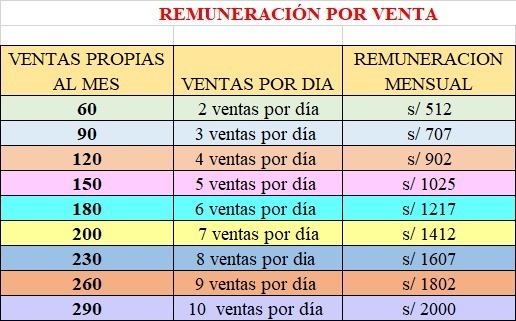 REMUNERACIÓN POR VENTA
VENTAS PROPIAS AL MES VENTAS POR DIA REMUNERACION MENSUAL
60 2 ventas por día s/ 512
90 3 ventas por día s/ 707
120 4 ventas por día s/ 902
150 5 ventas por día s/ 1025
180 6 ventas por día s/ 1217
200 7 ventas por día s/ 1412
230 8 ventas por dia s/ 1607
260 9 ventas por día s/ 1802
290 10 ventas por día s/ 2000